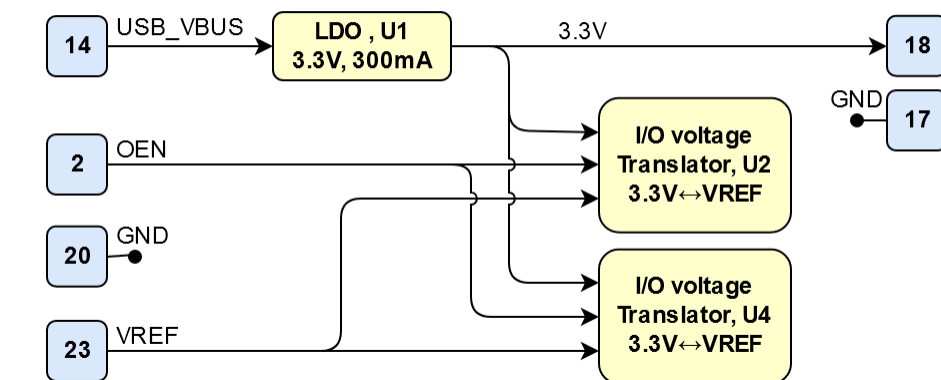 14
USB_VBUS
LDO , U1
3.3V, 300mA
3.3V
18
GND
17
2
OEN
I/O voltage
Translator, U2
3.3V↔VREF
20
GND
I/O voltage
Translator, U4
3.3V↔VREF
23
VREF